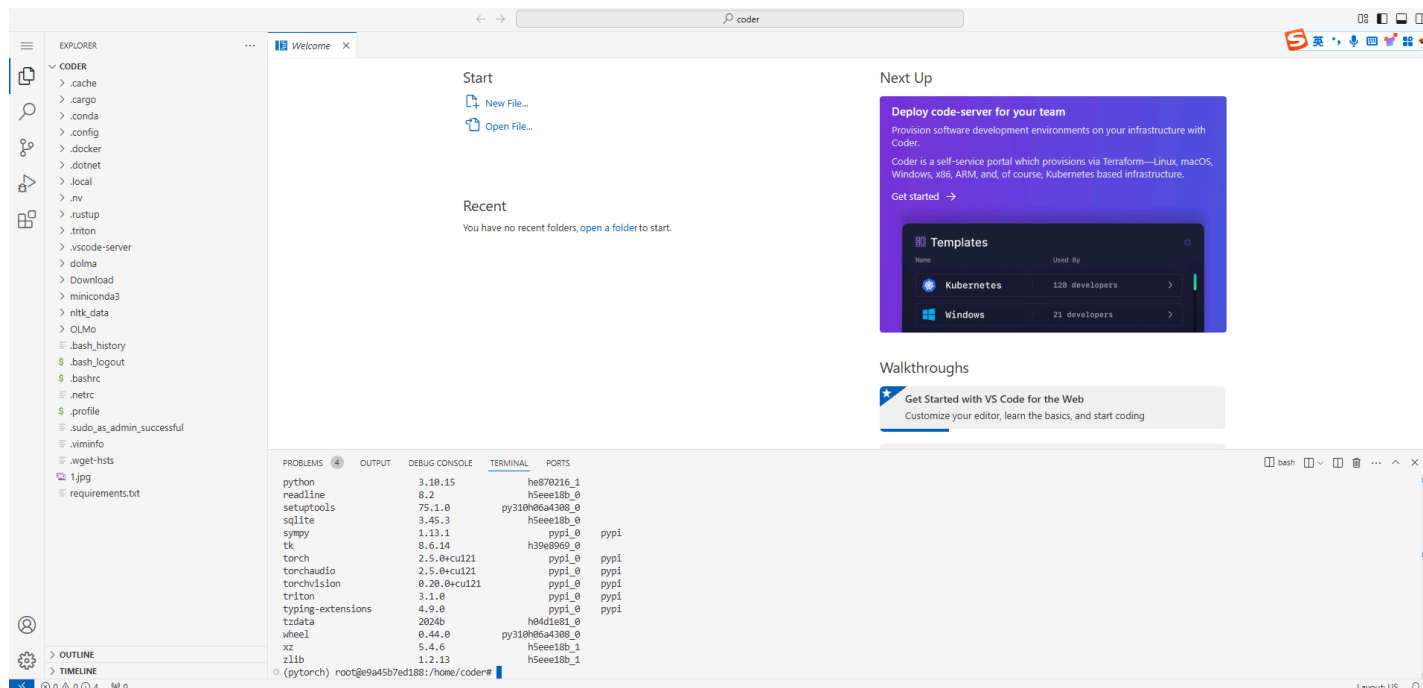 coder
EXPLORER
Welcome
英
CODER
.cache
.cargo
.conda
.config
.docker
.dotnet
.local
.nv
.rustup
.triton
.vscode-server
dolma
Download
miniconda3
nltk_data
OLMo
.bash_history
$ .bash_logout
$ .bashrc
.netrc
$ .profile
.sudo_as_admin_successful
.viminfo
.wget-hsts
1.jpg
requirements.txt
OUTLINE
TIMELINE
Start
New File...
Open File...
Recent
You have no recent folders, open a folder to start.
Next Up
Deploy code-server for your team
Provision software development environments on your infrastructure with
Coder.
Coder is a self-service portal which provisions via Terraform—Linux, macOS,
Windows, x86, ARM, and, of course, Kubernetes based infrastructure.
Get started →
Templates
Name Used By
Kubernetes 128 developers
Windows 21 developers
Walkthroughs
Get Started with VS Code for the Web
Customize your editor, learn the basics, and start coding
PROBLEMS 4 OUTPUT DEBUG CONSOLE TERMINAL PORTS bash
python 3.10.15 he870216_1
readline 8.2 h5eee18b_0
setuptools 75.1.0 py310h06a4308_0
sqlite 3.45.3 h5eee18b_0
sympy 1.13.1 pypi_0 pypi
tk 8.6.14 h39e8969_0
torch 2.5.0+cu121 pypi_0 pypi
torchaudio 2.5.0+cu121 pypi_0 pypi
torchvision 0.20.0+cu121 pypi_0 pypi
triton 3.1.0 pypi_0 pypi
typing-extensions 4.9.0 pypi_0 pypi
tzdata 2024b h04d1e81_0
wheel 0.44.0 py310h06a4308_0
xz 5.4.6 h5eee18b_1
zlib 1.2.13 h5eee18b_1
(pytorch) root@e9a45b7ed188:/home/coder#
0 0 4 0
Layout: US